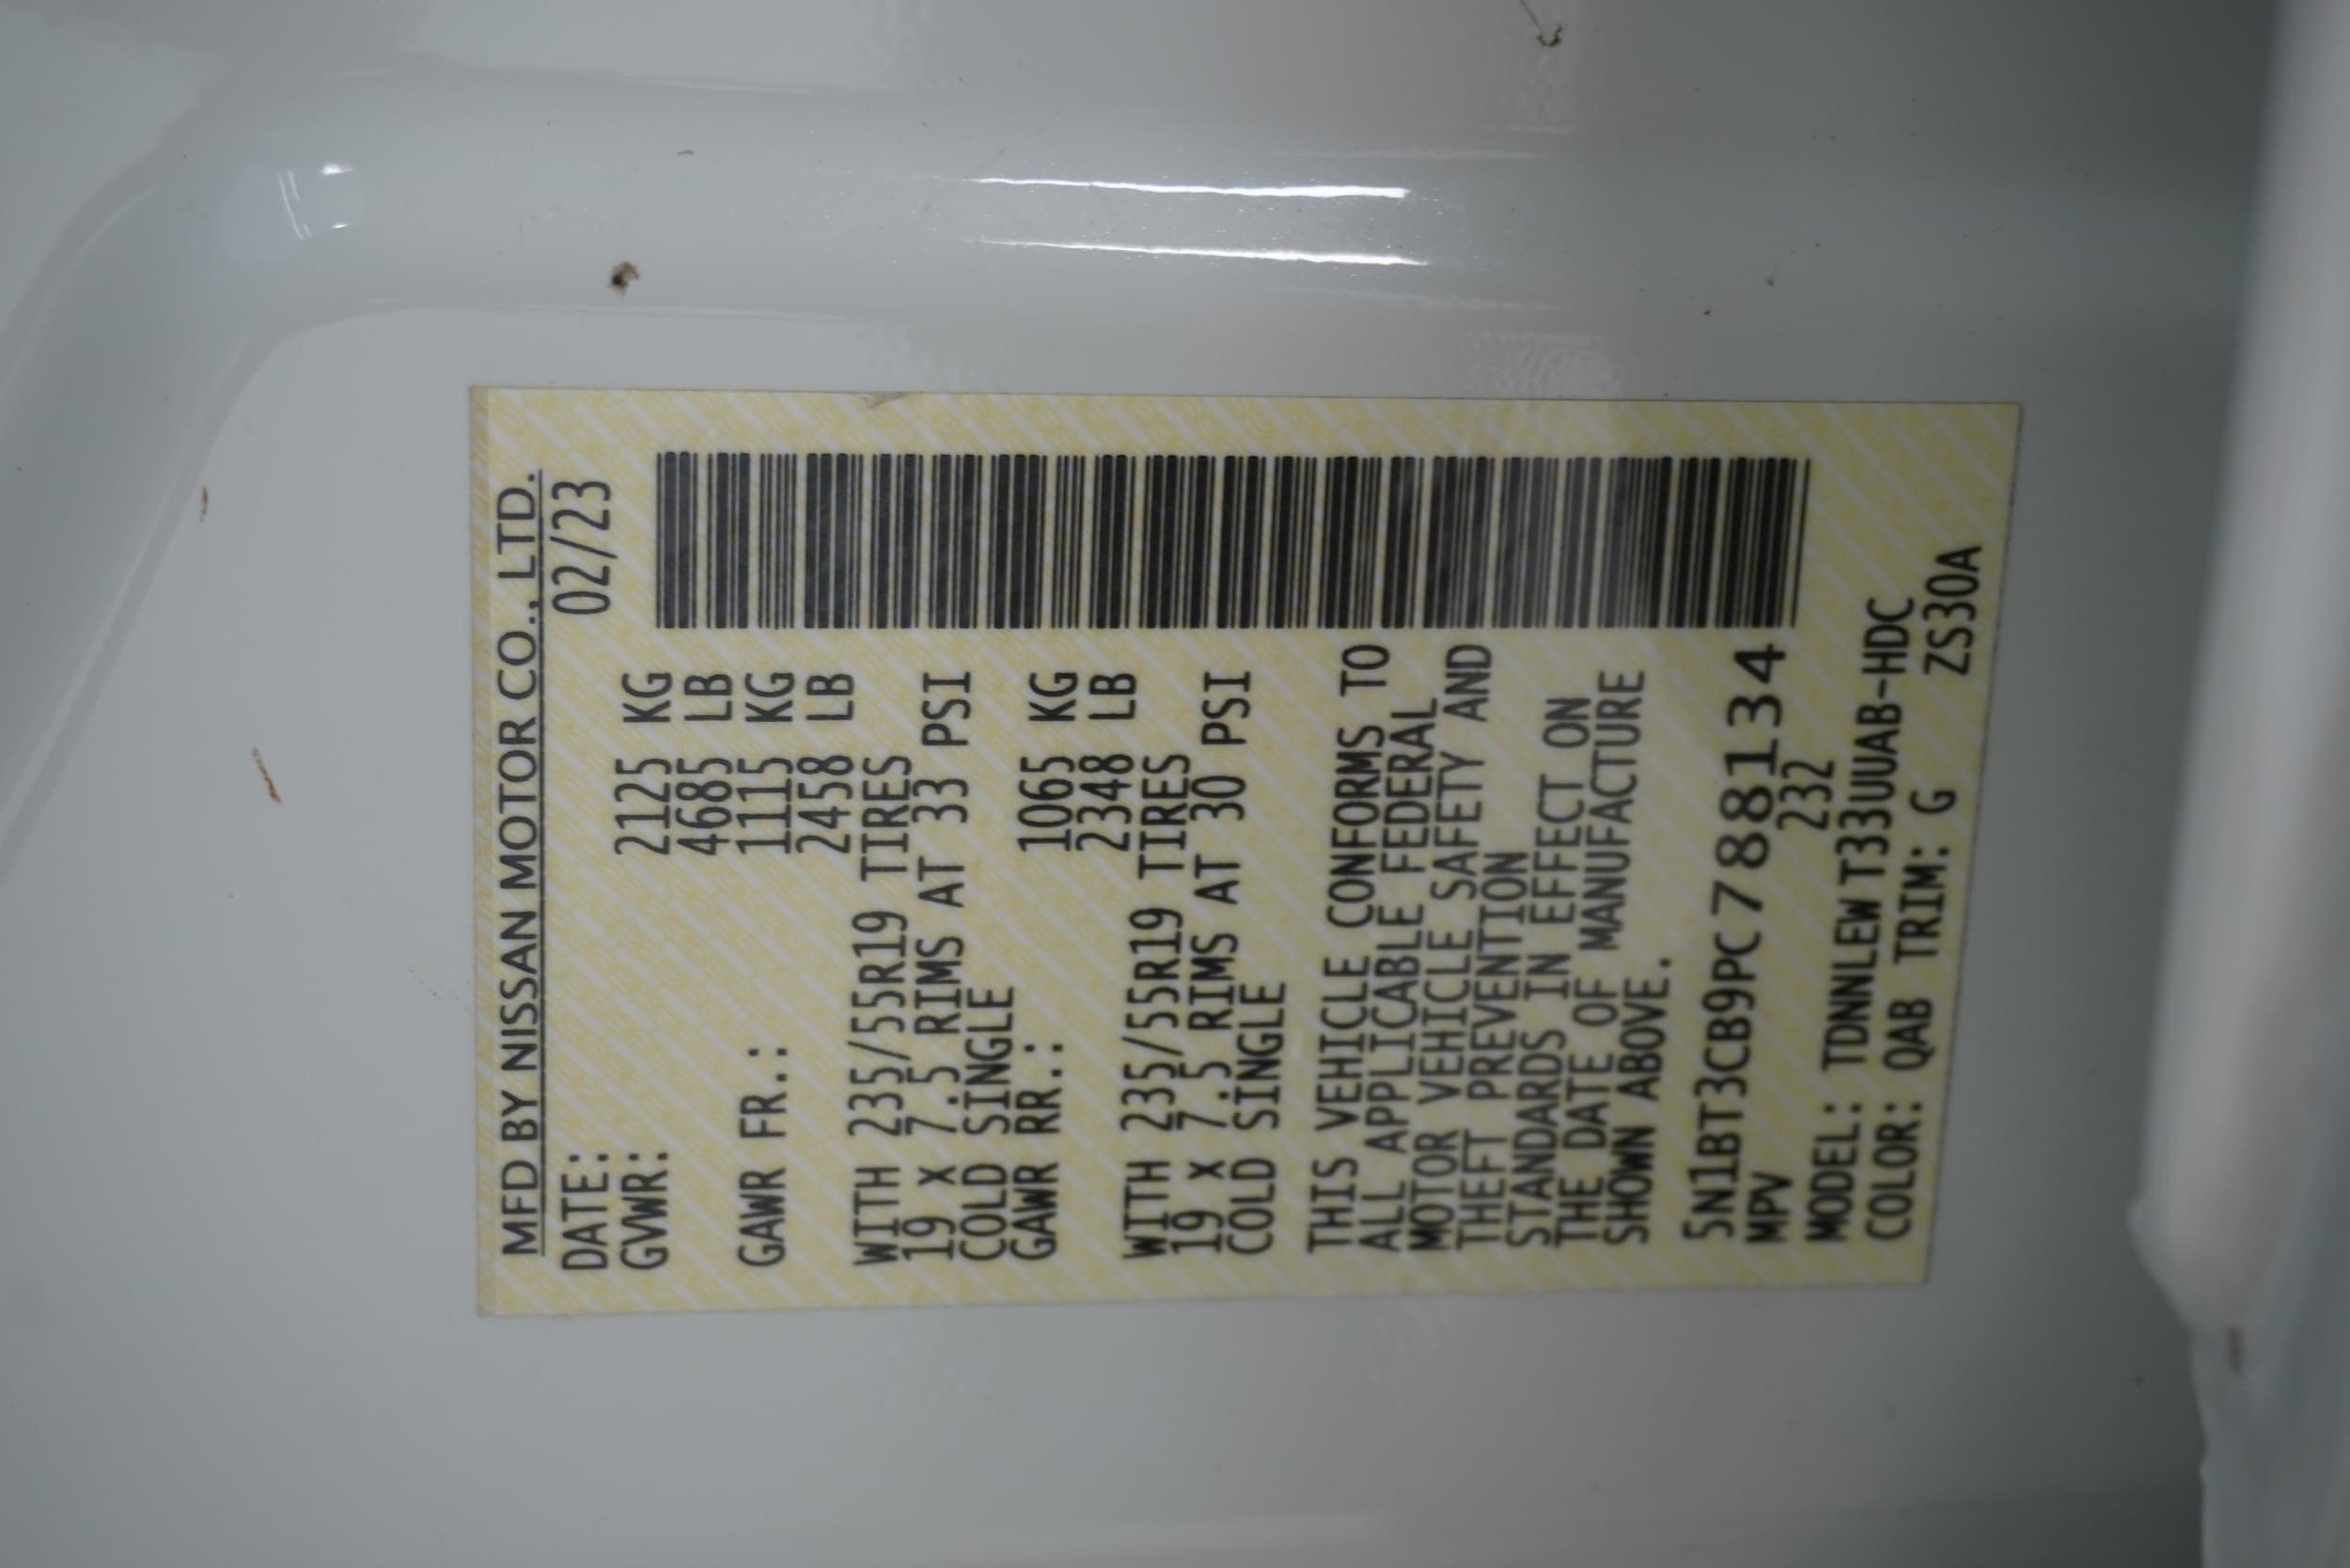 MFD BY NISSAN MOTOR CO., LTD.
DATE: 02/23
GVWR: 2125 KG
4685 LB
GAWR FR.: 1115 KG
2458 LB
WITH 235/55R19 TIRES
19 X 7.5 RIMS AT 33 PSI
COLD SINGLE
GAWR RR.: 1065 KG
2348 LB
WITH 235/55R19 TIRES
19 X 7.5 RIMS AT 30 PSI
COLD SINGLE
THIS VEHICLE CONFORMS TO
ALL APPLICABLE FEDERAL
MOTOR VEHICLE SAFETY AND
THEFT PREVENTION
STANDARDS IN EFFECT ON
THE DATE OF MANUFACTURE
SHOWN ABOVE.
5N1BT3CB9PC788134
MPV 232
MODEL: TDNNLEWT33UUAB-HDC
COLOR: QAB TRIM: G ZS30A